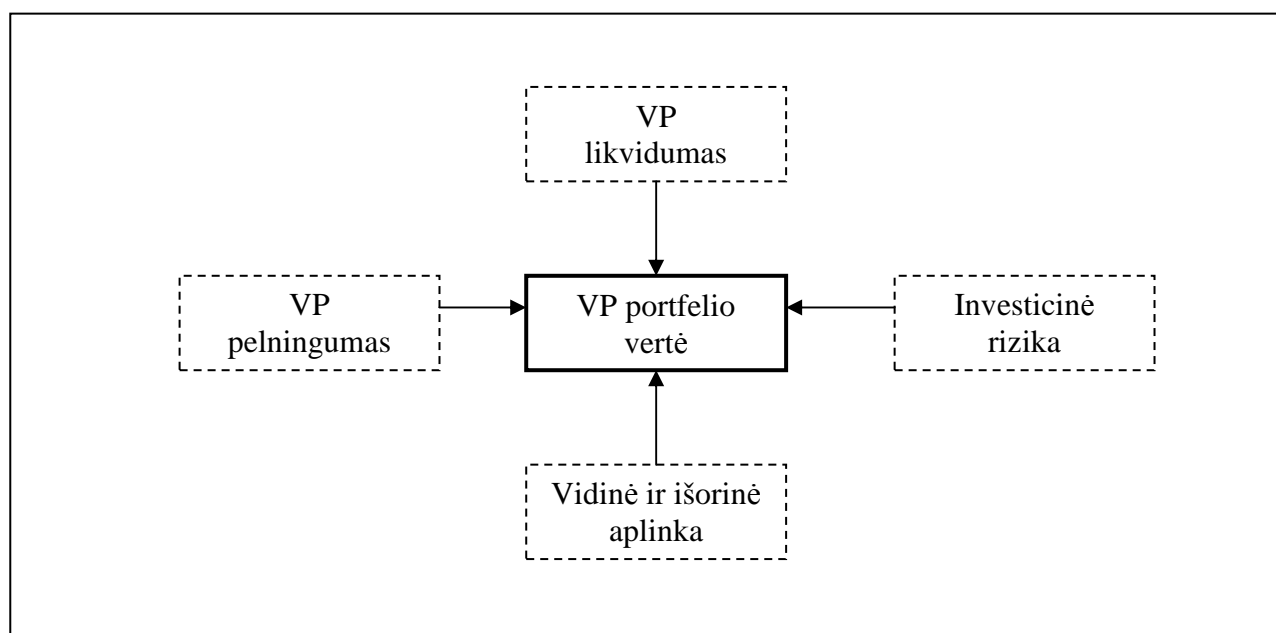 VP
likvidumas
VP
pelningumas
VP portfelio
vertė
Investicinė
rizika
Vidinė ir išorinė
aplinka